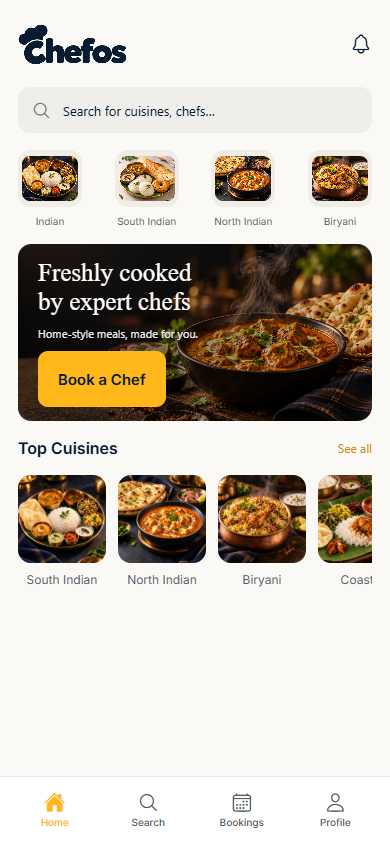 Chefos
Search for cuisines, chefs...
Indian
South Indian
North Indian
Biryani
Freshly cooked
by expert chefs
Home-style meals, made for you.
Book a Chef
Top Cuisines
See all
South Indian
North Indian
Biryani
Coast
Home
Search
Bookings
Profile